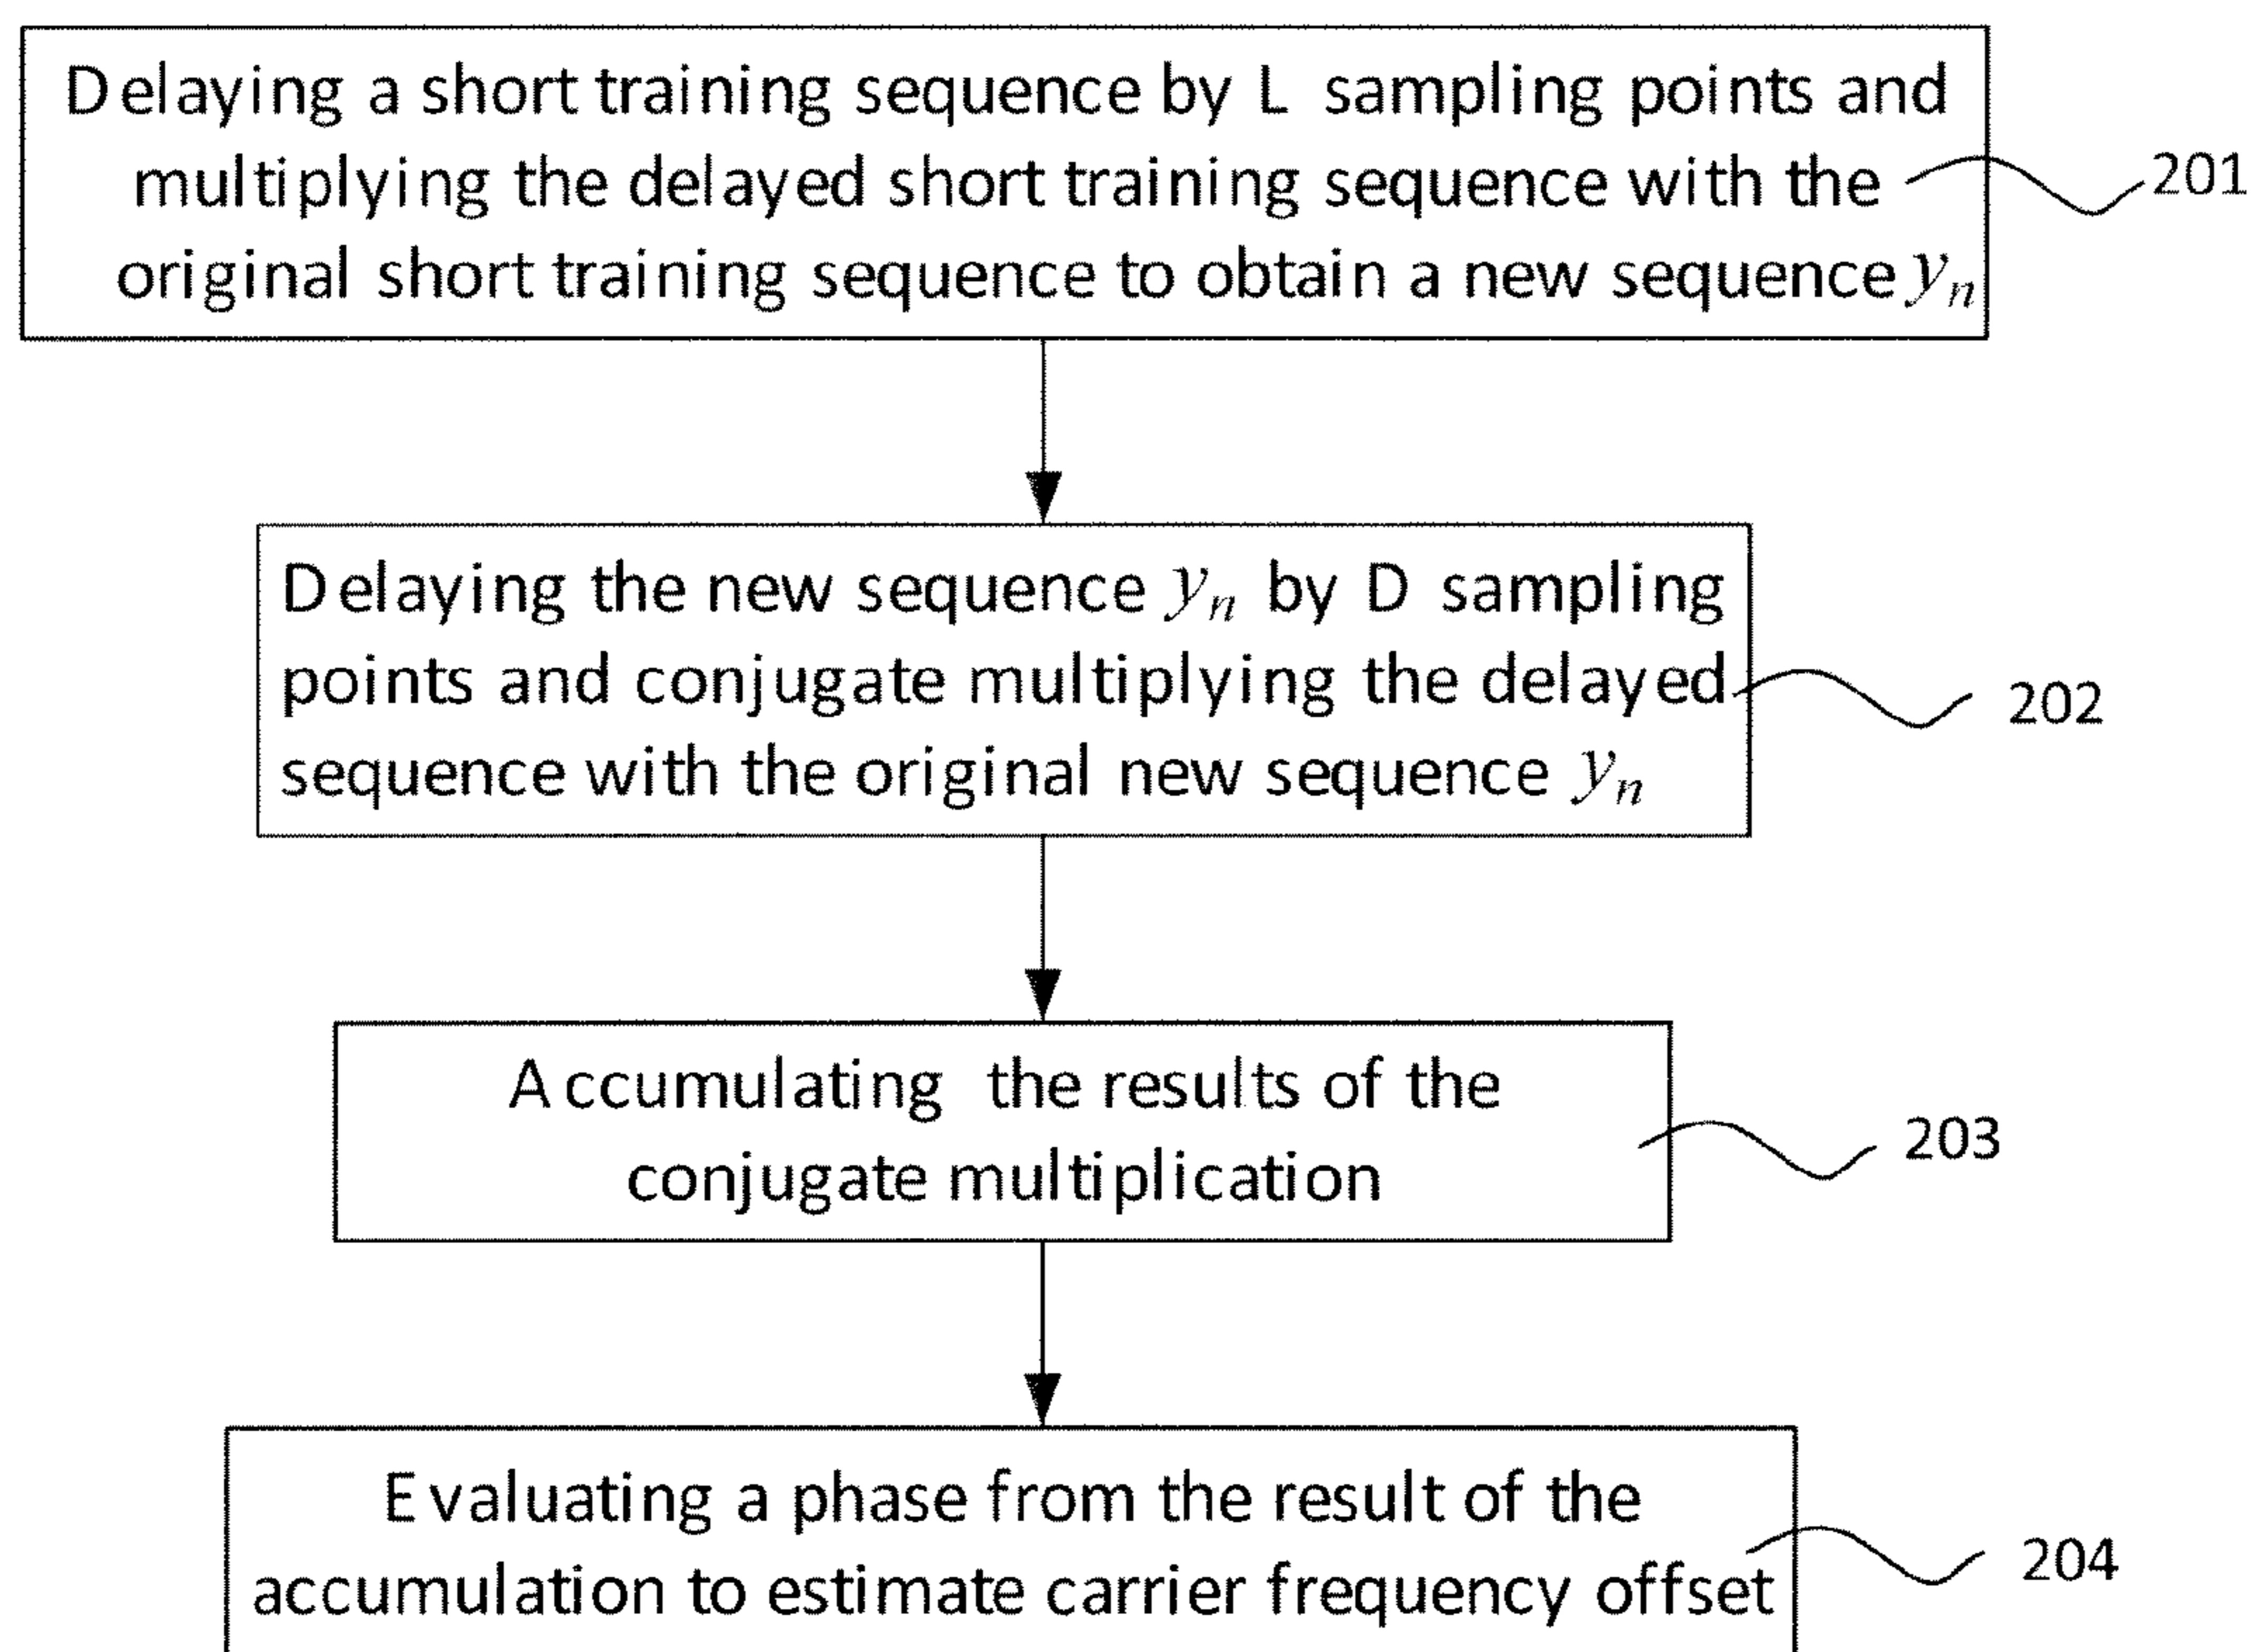 Delaying a short training sequence by L sampling points and
multiplying the delayed short training sequence with the
original short training sequence to obtain a new sequence yₙ
201
Delaying the new sequence yₙ by D sampling
points and conjugate multiplying the delayed
sequence with the original new sequence yₙ
202
Accumulating the results of the
conjugate multiplication
203
Evaluating a phase from the result of the
accumulation to estimate carrier frequency offset
204